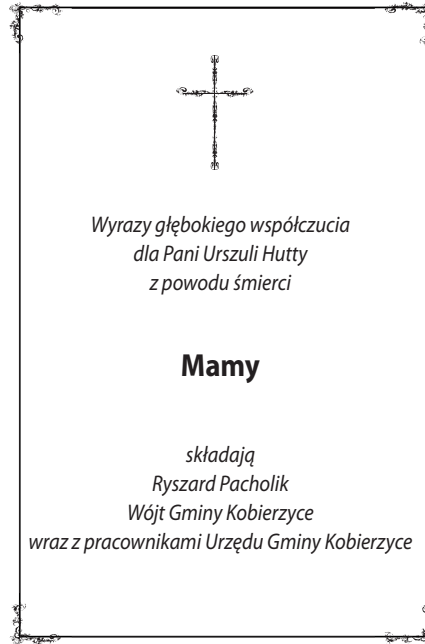 Wyrazy głębokiego współczucia
dla Pani Urszuli Hutty
z powodu śmierci
Mamy
składają
Ryszard Pacholik
Wójt Gminy Kobierzyce
wraz z pracownikami Urzędu Gminy Kobierzyce